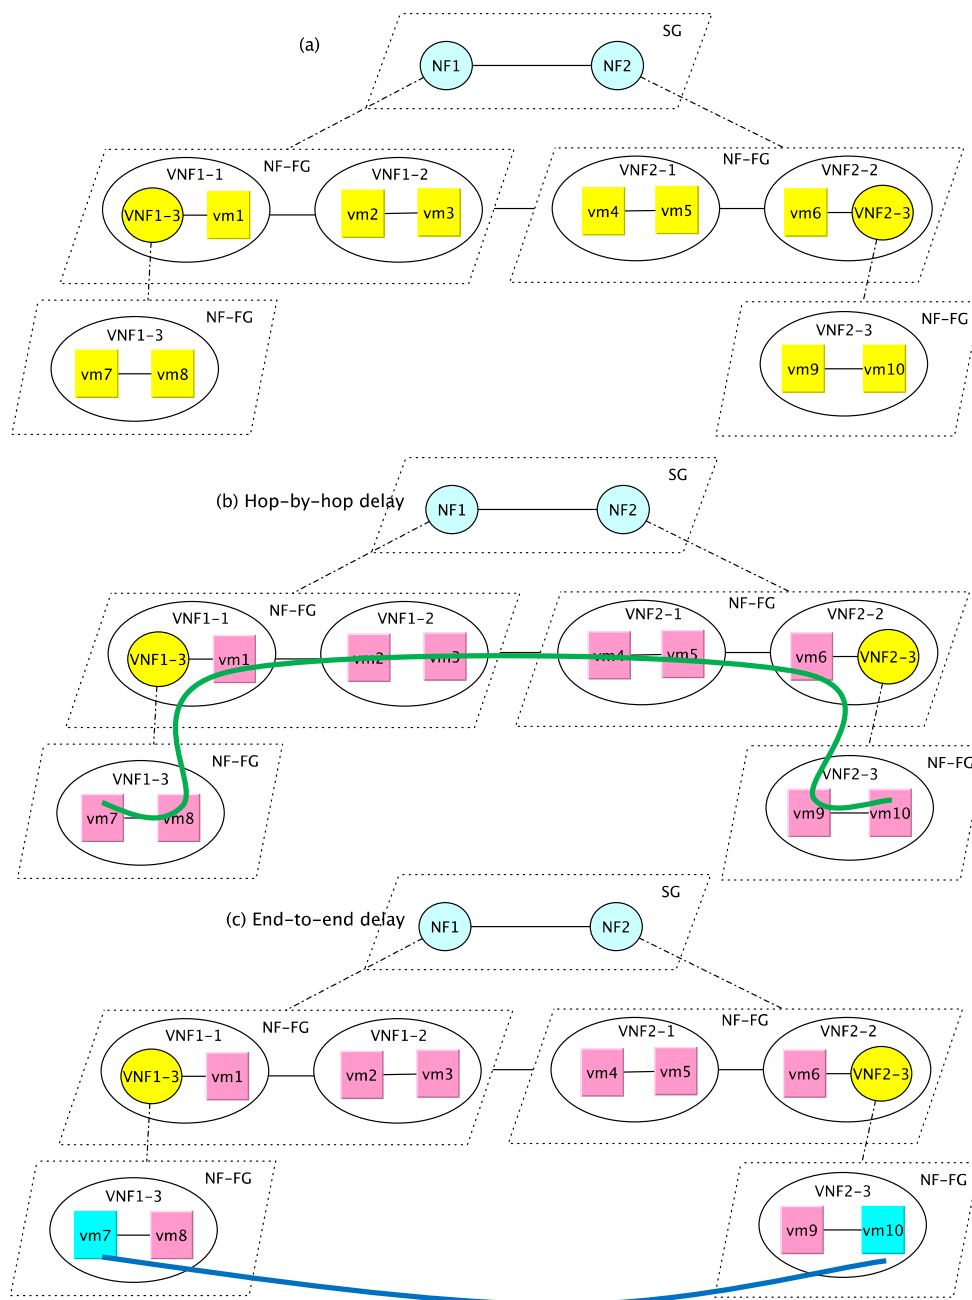 (a)
SG
NF1 NF2
VNF1-1 NF-FG VNF1-2 VNF2-1 NF-FG VNF2-2
VNF1-3 vm1 vm2 vm3 vm4 vm5 vm6 VNF2-3
NF-FG NF-FG
VNF1-3 VNF2-3
vm7 vm8 vm9 vm10
SG
(b) Hop-by-hop delay
NF1 NF2
VNF1-1 NF-FG VNF1-2 VNF2-1 NF-FG VNF2-2
VNF1-3 vm1 vm2 vm3 vm4 vm5 vm6 VNF2-3
NF-FG NF-FG
VNF1-3 VNF2-3
vm7 vm8 vm9 vm10
SG
(c) End-to-end delay
NF1 NF2
VNF1-1 NF-FG VNF1-2 VNF2-1 NF-FG VNF2-2
VNF1-3 vm1 vm2 vm3 vm4 vm5 vm6 VNF2-3
NF-FG NF-FG
VNF1-3 VNF2-3
vm7 vm8 vm9 vm10